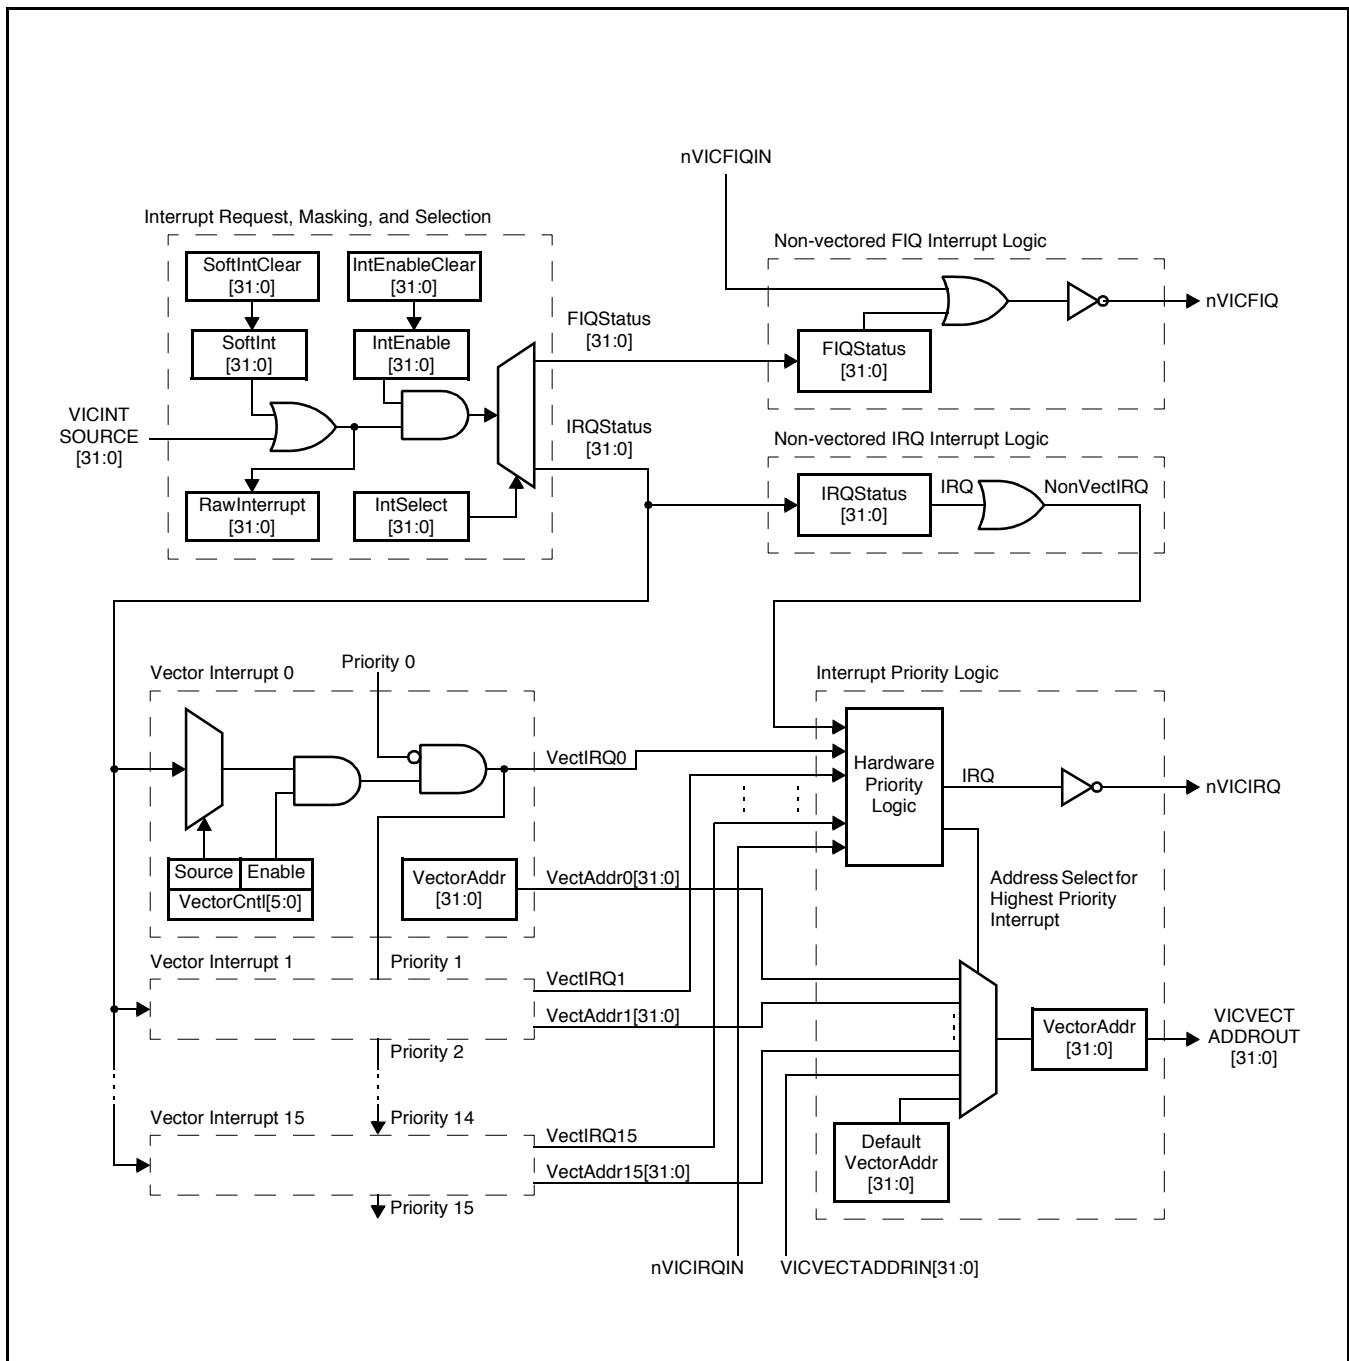 nVICFIQIN
Interrupt Request, Masking, and Selection
SoftIntClear
[31:0]
IntEnableClear
[31:0]
SoftInt
[31:0]
IntEnable
[31:0]
VICINT
SOURCE
[31:0]
RawInterrupt
[31:0]
IntSelect
[31:0]
FIQStatus
[31:0]
IRQStatus
[31:0]
Non-vectored FIQ Interrupt Logic
FIQStatus
[31:0]
nVICFIQ
Non-vectored IRQ Interrupt Logic
IRQStatus
[31:0]
IRQ
NonVectIRQ
Vector Interrupt 0
Priority 0
Source
Enable
VectorCntl[5:0]
VectorAddr
[31:0]
VectIRQ0
VectAddr0[31:0]
Vector Interrupt 1
Priority 1
VectIRQ1
VectAddr1[31:0]
Priority 2
Vector Interrupt 15
Priority 14
VectIRQ15
VectAddr15[31:0]
Priority 15
Interrupt Priority Logic
Hardware
Priority
Logic
IRQ
nVICIRQ
Address Select for
Highest Priority
Interrupt
VectorAddr
[31:0]
VICVECT
ADDROUT
[31:0]
Default
VectorAddr
[31:0]
nVICIRQIN
VICVECTADDRIN[31:0]